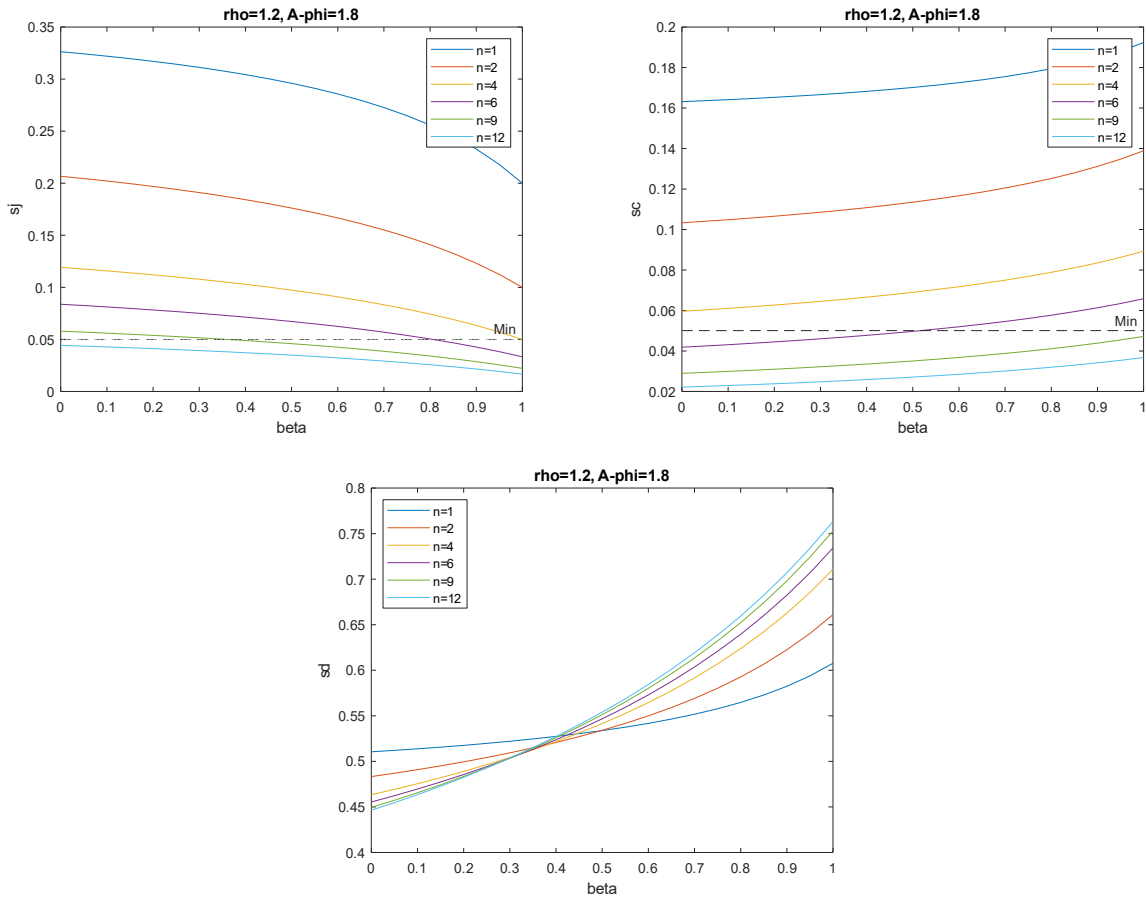 rho=1.2, A-phi=1.8
0.35
0.3
0.25
0.2
0.15
0.1
0.05
0
sj
n=1
n=2
n=4
n=6
n=9
n=12
Min
0 0.1 0.2 0.3 0.4 0.5 0.6 0.7 0.8 0.9 1
beta
rho=1.2, A-phi=1.8
0.2
0.18
0.16
0.14
0.12
0.1
0.08
0.06
0.04
0.02
sc
n=1
n=2
n=4
n=6
n=9
n=12
Min
0 0.1 0.2 0.3 0.4 0.5 0.6 0.7 0.8 0.9 1
beta
rho=1.2, A-phi=1.8
0.8
0.75
0.7
0.65
0.6
0.55
0.5
0.45
0.4
sd
n=1
n=2
n=4
n=6
n=9
n=12
0 0.1 0.2 0.3 0.4 0.5 0.6 0.7 0.8 0.9 1
beta